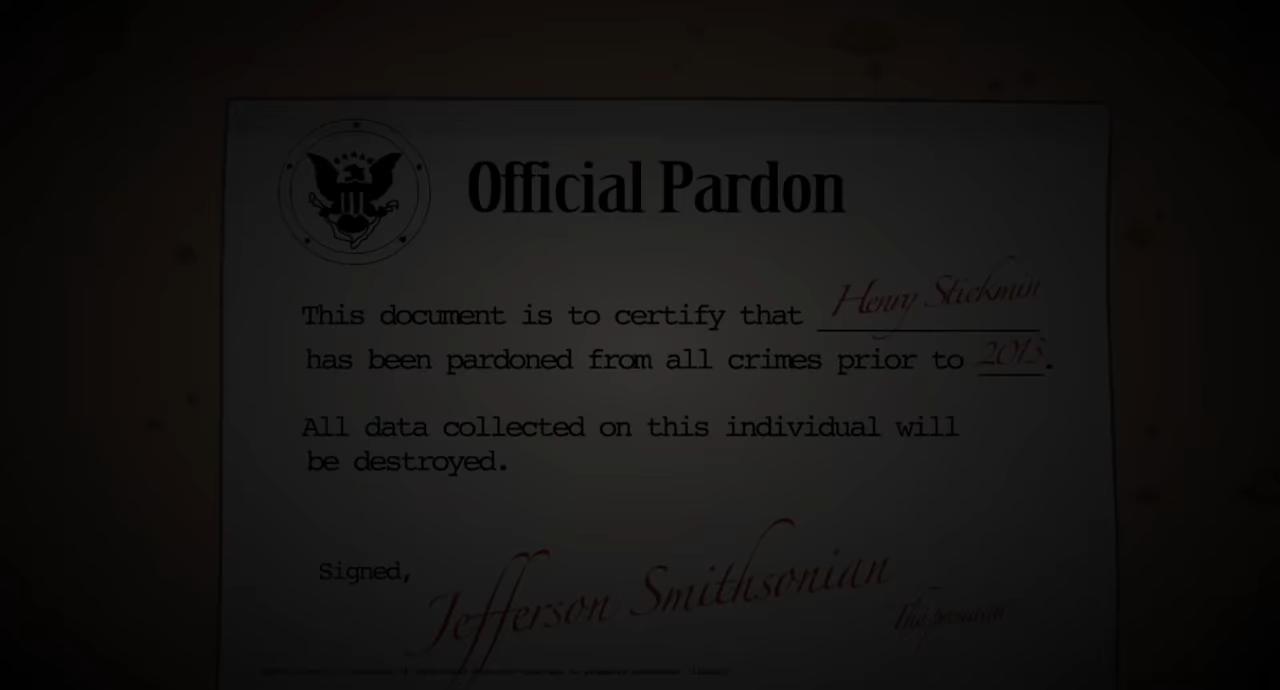 Official Pardon
This document is to certify that Henry Stickmin
has been pardoned from all crimes prior to 2013.
All data collected on this individual will
be destroyed.
Signed, Jefferson Smithsonian